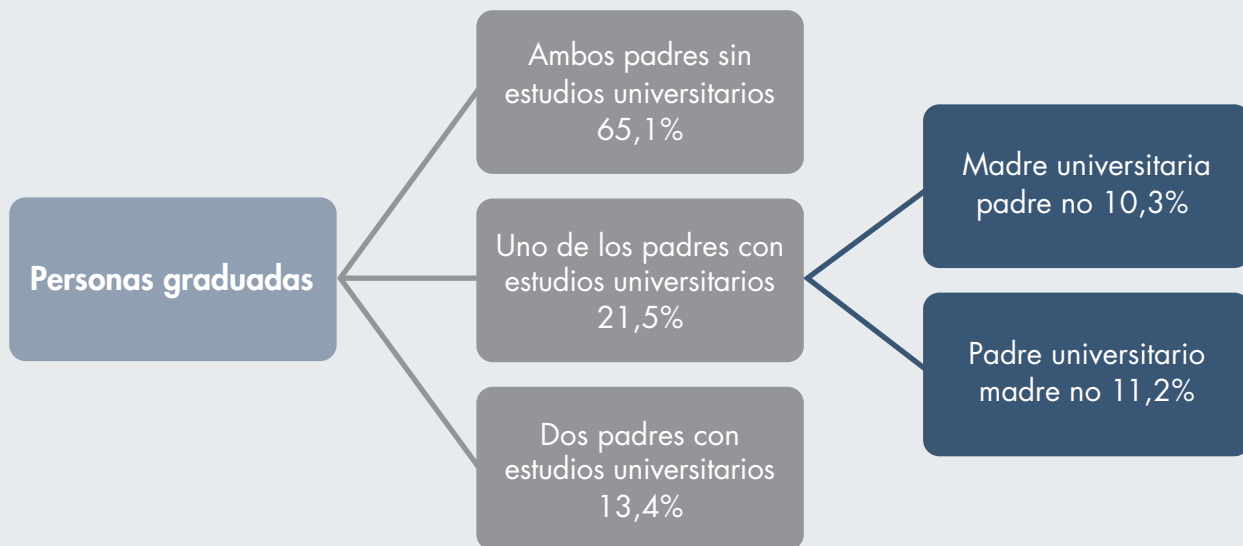 Personas graduadas
Ambos padres sin
estudios universitarios
65,1%
Uno de los padres con
estudios universitarios
21,5%
Dos padres con
estudios universitarios
13,4%
Madre universitaria
padre no 10,3%
Padre universitario
madre no 11,2%